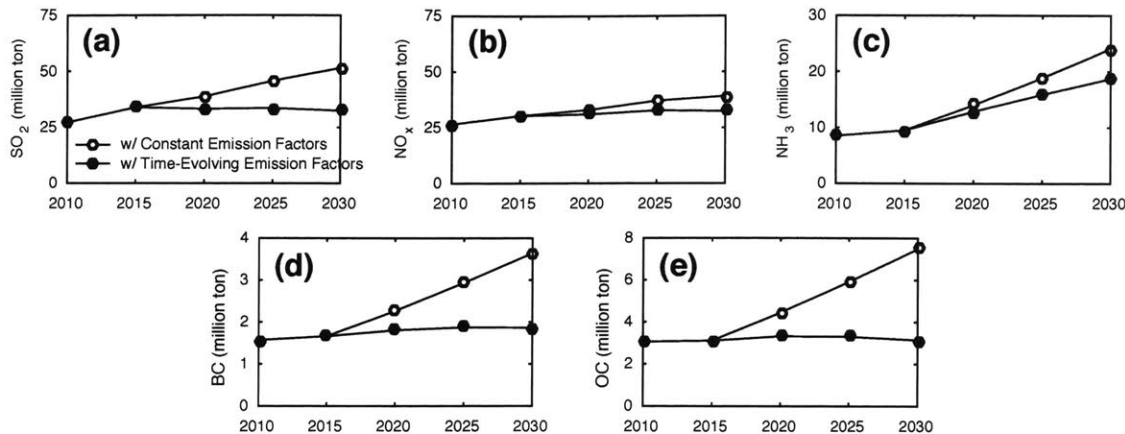 75
50
25
0
SO2 (million ton)
(a)
w/ Constant Emission Factors
w/ Time-Evolving Emission Factors
2010 2015 2020 2025 2030
75
50
25
0
NOx (million ton)
(b)
2010 2015 2020 2025 2030
30
20
10
0
NH3 (million ton)
(c)
2010 2015 2020 2025 2030
4
3
2
1
0
BC (million ton)
(d)
2010 2015 2020 2025 2030
8
6
4
2
0
OC (million ton)
(e)
2010 2015 2020 2025 2030